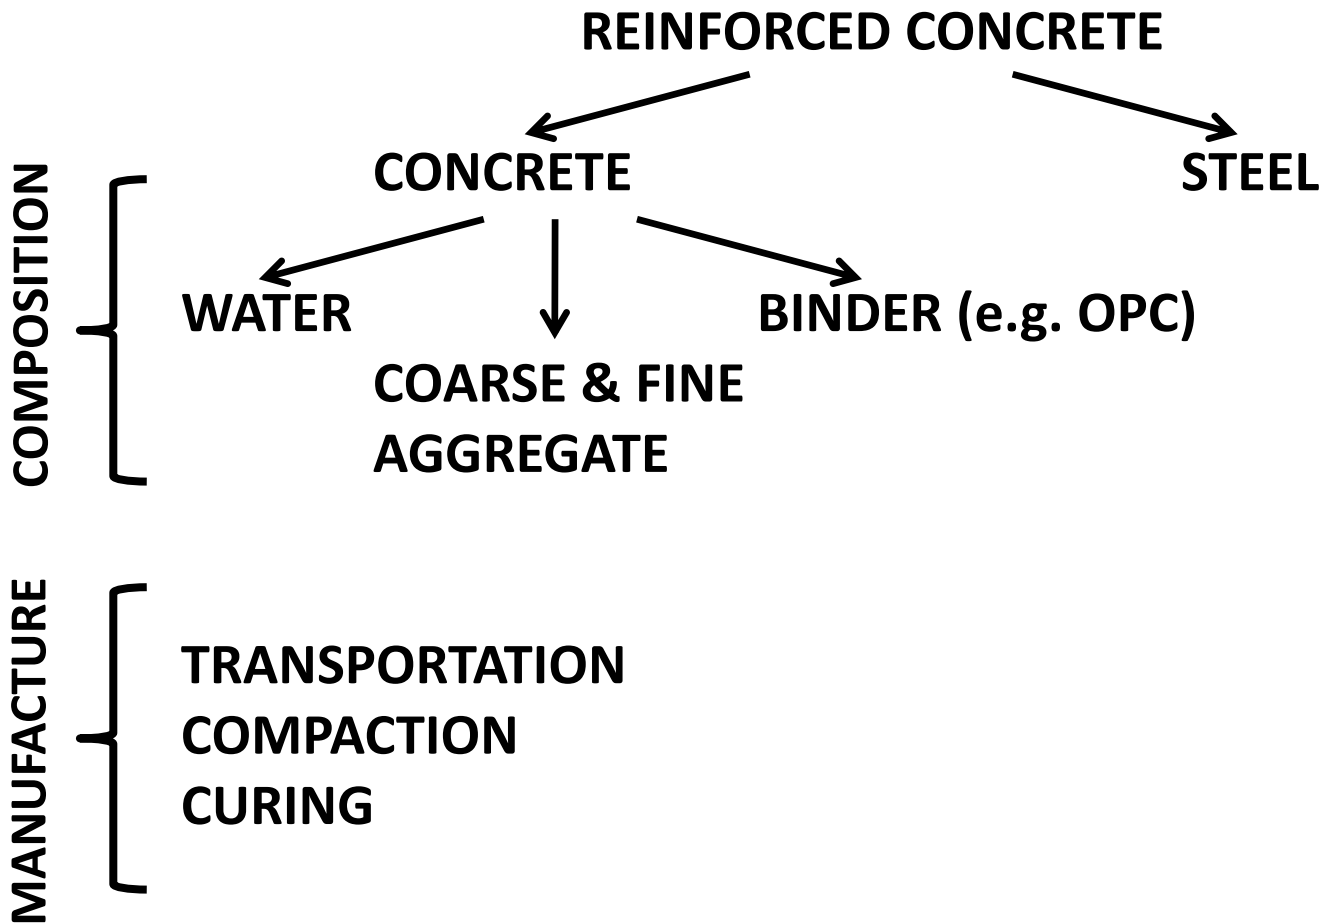 REINFORCED CONCRETE
CONCRETE
STEEL
COMPOSITION
WATER
BINDER (e.g. OPC)
COARSE & FINE
AGGREGATE
MANUFACTURE
TRANSPORTATION
COMPACTION
CURING